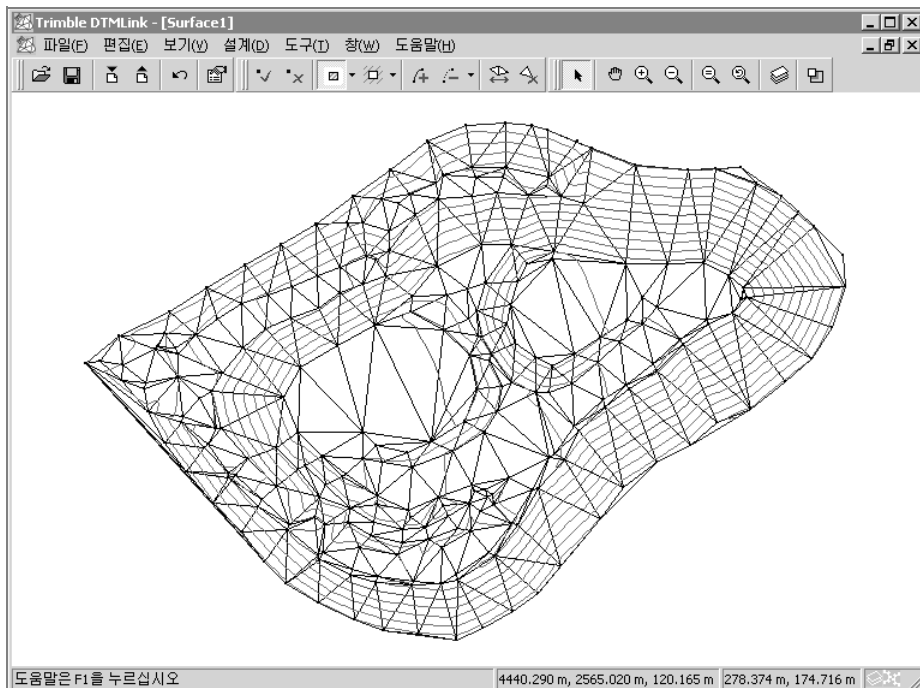 Trimble DTMLink - [Surface1]
파일(F) 편집(E) 보기(V) 설계(D) 도구(T) 창(W) 도움말(H)
도움말은 F1을 누르십시오 4440.290 m, 2565.020 m, 120.165 m 278.374 m, 174.716 m